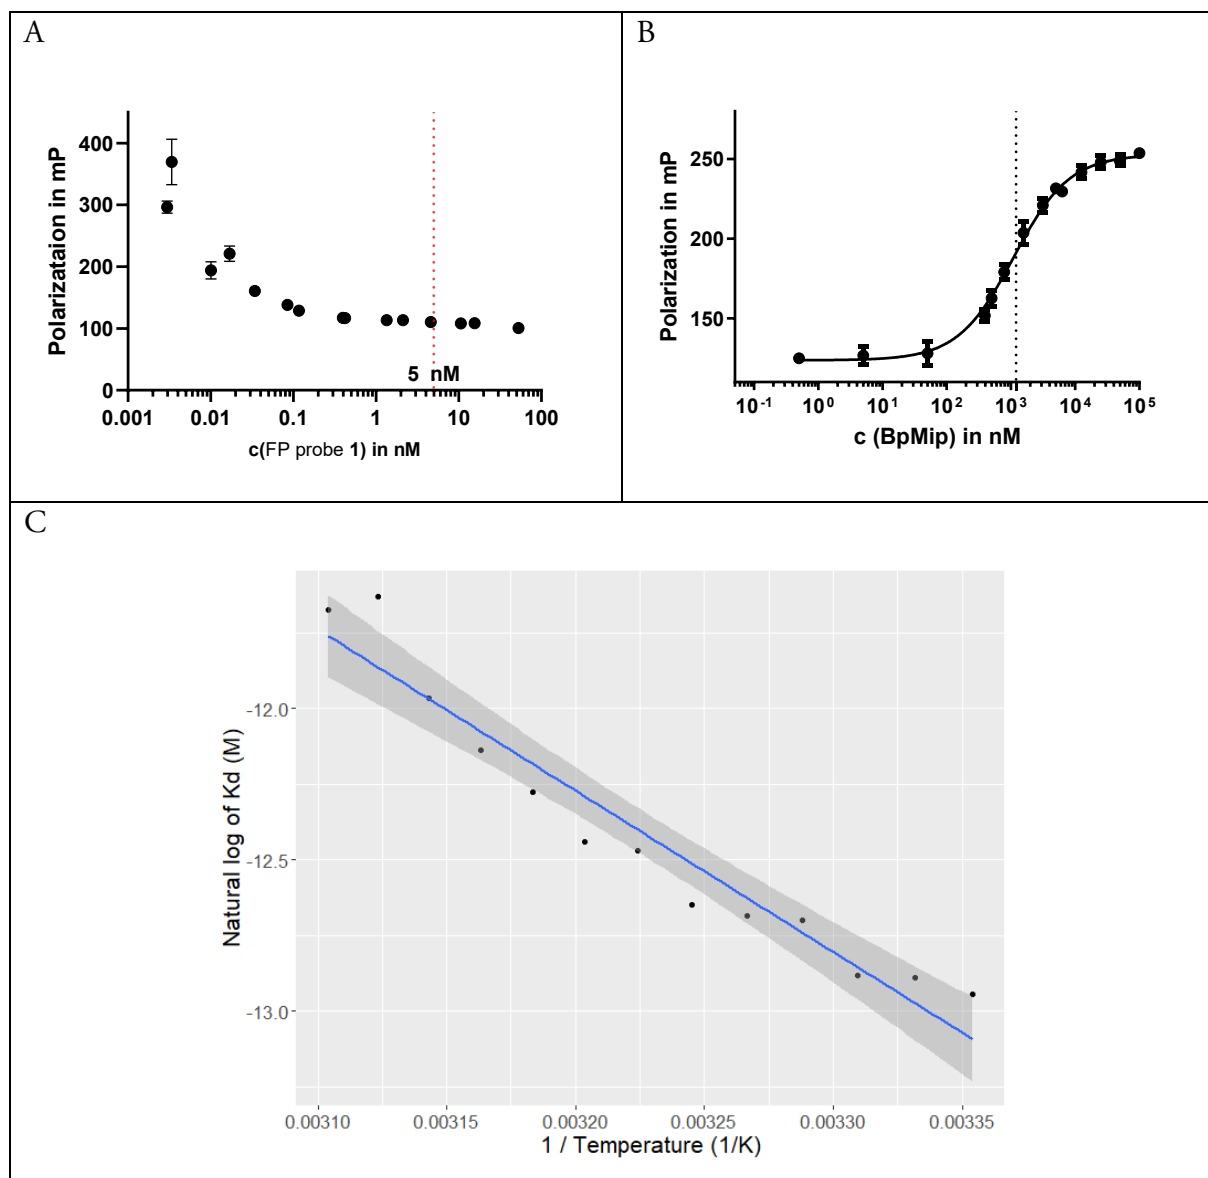 A
Polarizataion in mP
400
300
200
100
0
5 nM
0.001 0.01 0.1 1 10 100
c(FP probe 1) in nM
B
Polarization in mP
250
200
150
10-1 100 101 102 103 104 105
c (BpMip) in nM
C
Natural log of Kd (M)
-12.0
-12.5
-13.0
0.00310 0.00315 0.00320 0.00325 0.00330 0.00335
1 / Temperature (1/K)